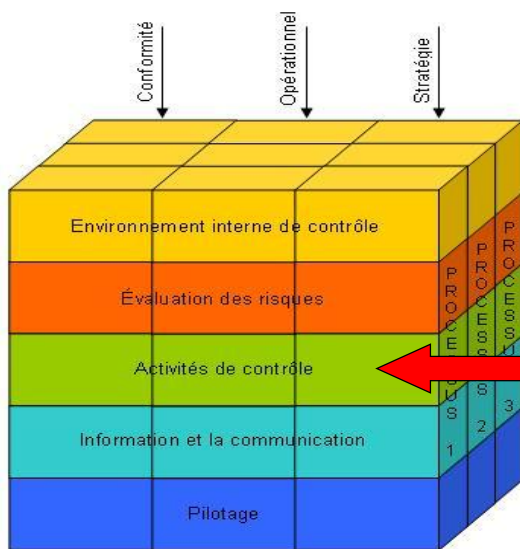 Conformité
Opérationnel
Stratégie
Environnement interne de contrôle
Évaluation des risques
Activités de contrôle
Information et la communication
Pilotage
PROCESSUS 1
PROCESSUS 2
PROCESSUS 3